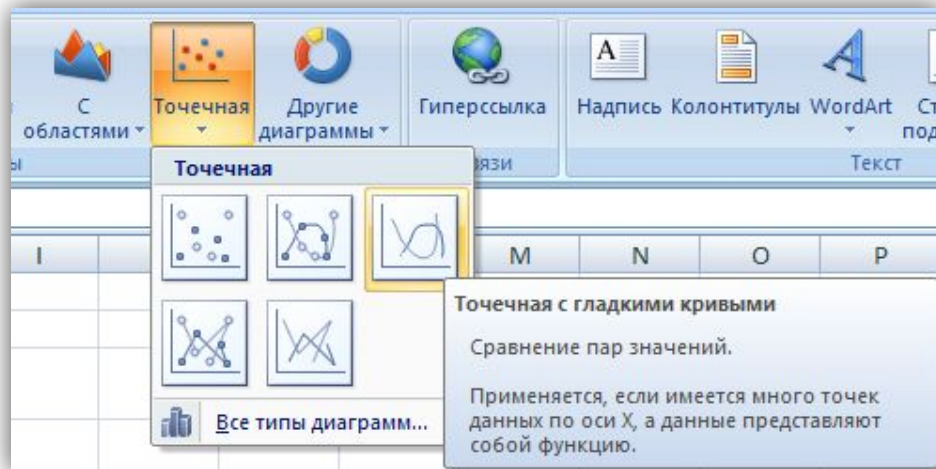 С
областями
Точечная
Другие
диаграммы
Гиперссылка
Надпись
Колонтитулы
WordArt
язи
Текст
Точечная
I
M
N
O
P
Точечная с гладкими кривыми
Сравнение пар значений.
Применяется, если имеется много точек
данных по оси X, а данные представляют
собой функцию.
Все типы диаграмм...